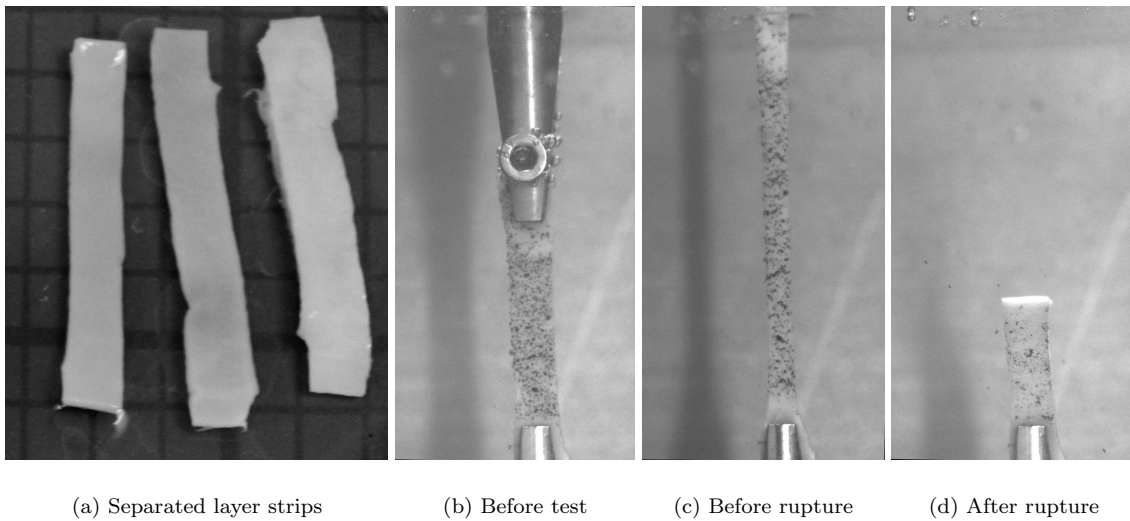 (a) Separated layer strips
(b) Before test
(c) Before rupture
(d) After rupture